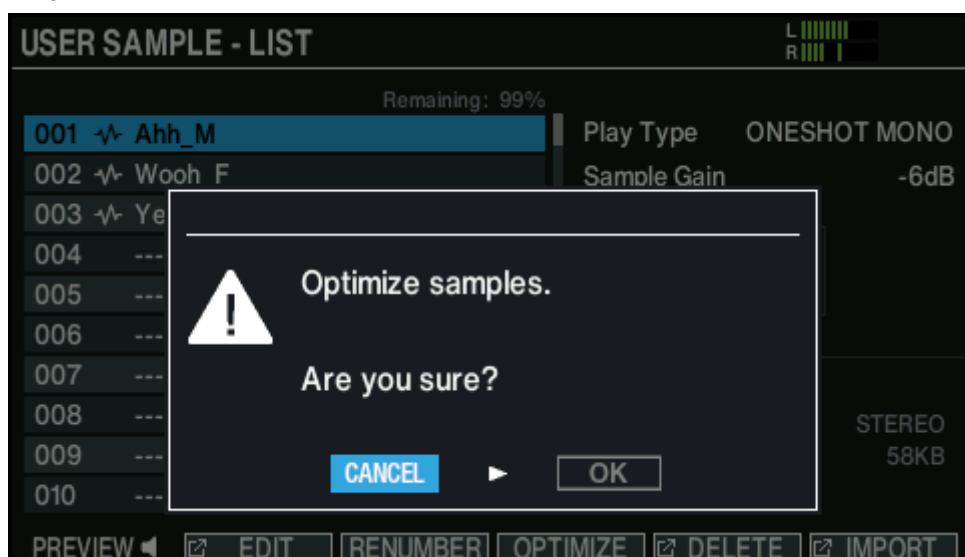 USER SAMPLE - LIST
L
R
Remaining: 99%
001 Ahh_M
Play Type ONESHOT MONO
002 Wooh F
Sample Gain -6dB
003 Ye
004 ---
005 ---
006 ---
007 ---
008 ---
009 ---
010 ---
Optimize samples.
Are you sure?
CANCEL ► OK
STEREO
58KB
PREVIEW EDIT RENUMBER OPTIMIZE DELETE IMPORT